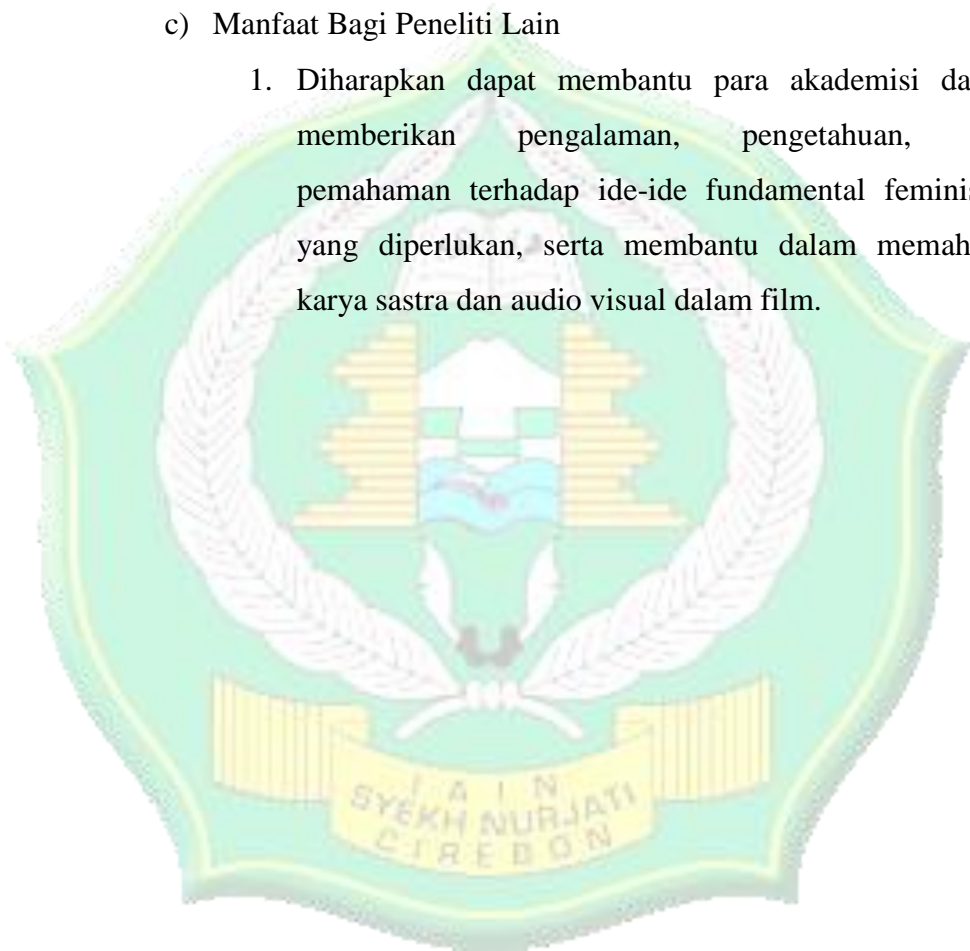 c) Manfaat Bagi Peneliti Lain
1. Diharapkan dapat membantu para akademisi da
memberikan pengalaman, pengetahuan,
pemahaman terhadap ide-ide fundamental feminis
yang diperlukan, serta membantu dalam memah
karya sastra dan audio visual dalam film.
IAIN
SYEKH NURJATI
CIREBON